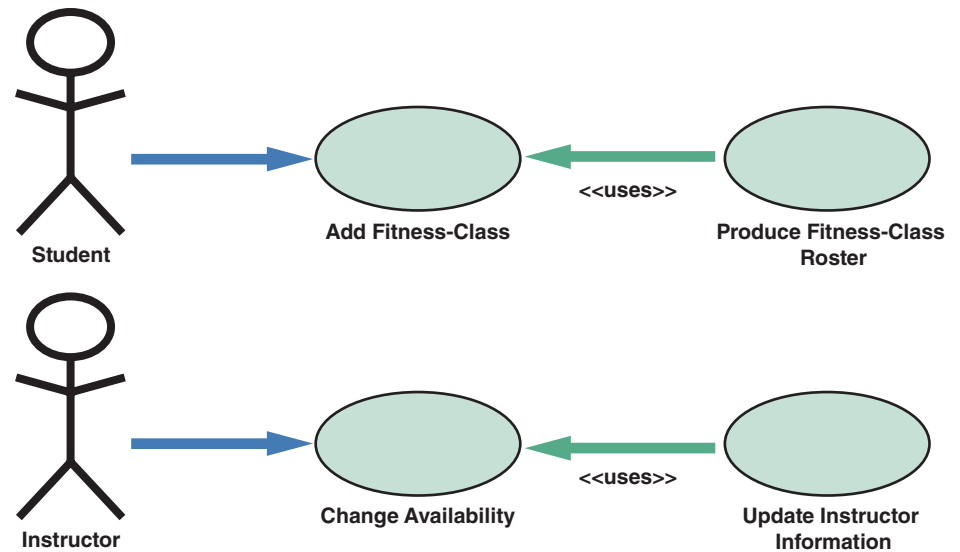 <<uses>>
Add Fitness-Class
Produce Fitness-Class
Roster
Student
<<uses>>
Change Availability
Update Instructor
Information
Instructor